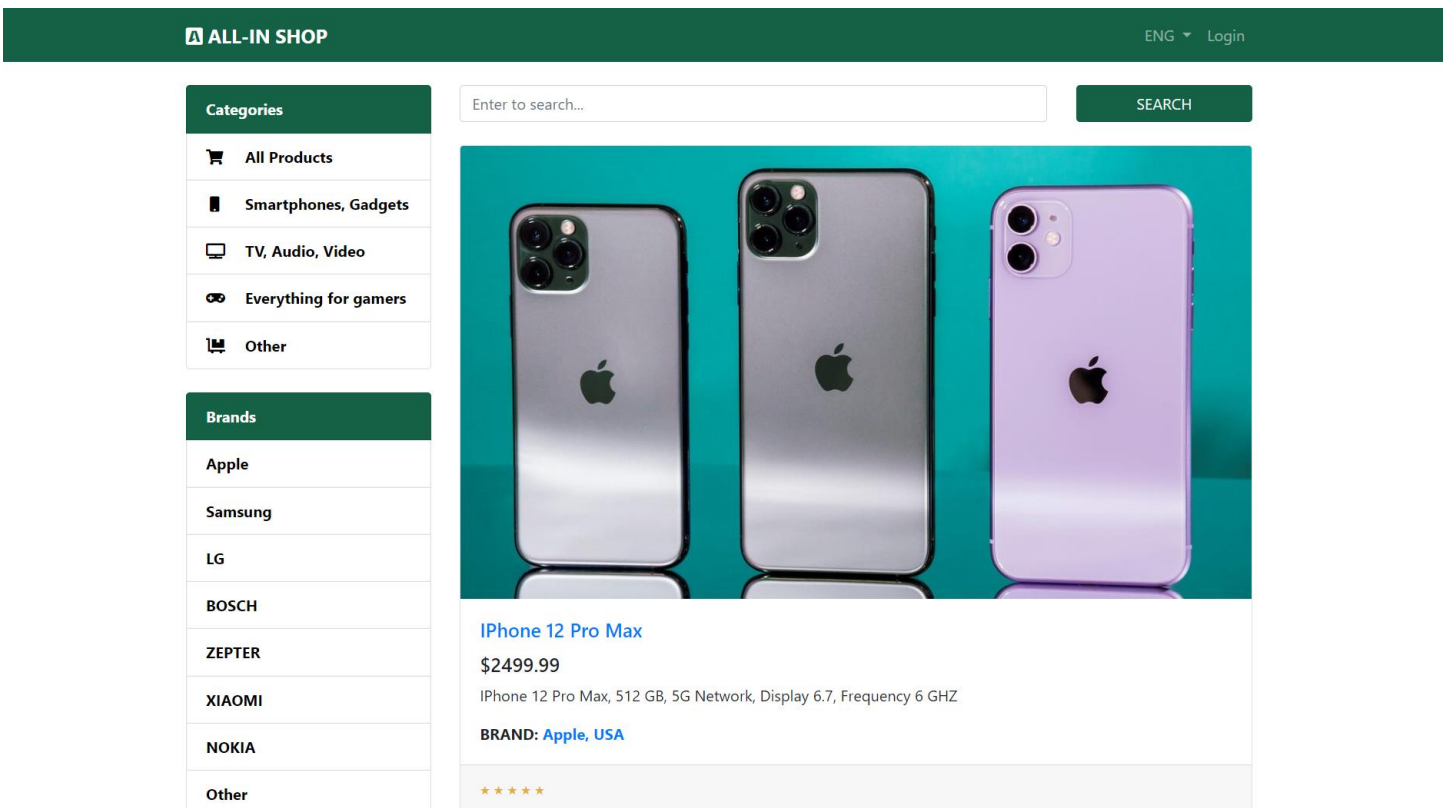 ALL-IN SHOP
ENG Login
Categories
All Products
Smartphones, Gadgets
TV, Audio, Video
Everything for gamers
Other
Brands
Apple
Samsung
LG
BOSCH
ZEPTER
XIAOMI
NOKIA
Other
Enter to search...
SEARCH
IPhone 12 Pro Max
$2499.99
IPhone 12 Pro Max, 512 GB, 5G Network, Display 6.7, Frequency 6 GHZ
BRAND: Apple, USA